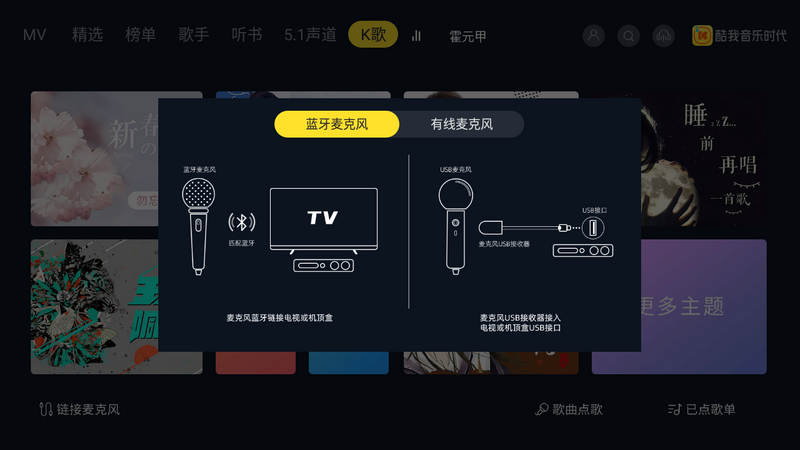 MV
精选
榜单
歌手
听书
5.1声道
K歌
霍元甲
酷我音乐时代
新春
の
勿忘
睡
zZ...
前
再唱
一首歌
蓝牙麦克风
有线麦克风
蓝牙麦克风
匹配蓝牙
TV
麦克风蓝牙链接电视或机顶盒
USB麦克风
USB接口
麦克风USB接收器
麦克风USB接收器接入
电视或机顶盒USB接口
更多主题
链接麦克风
歌曲点歌
已点歌单